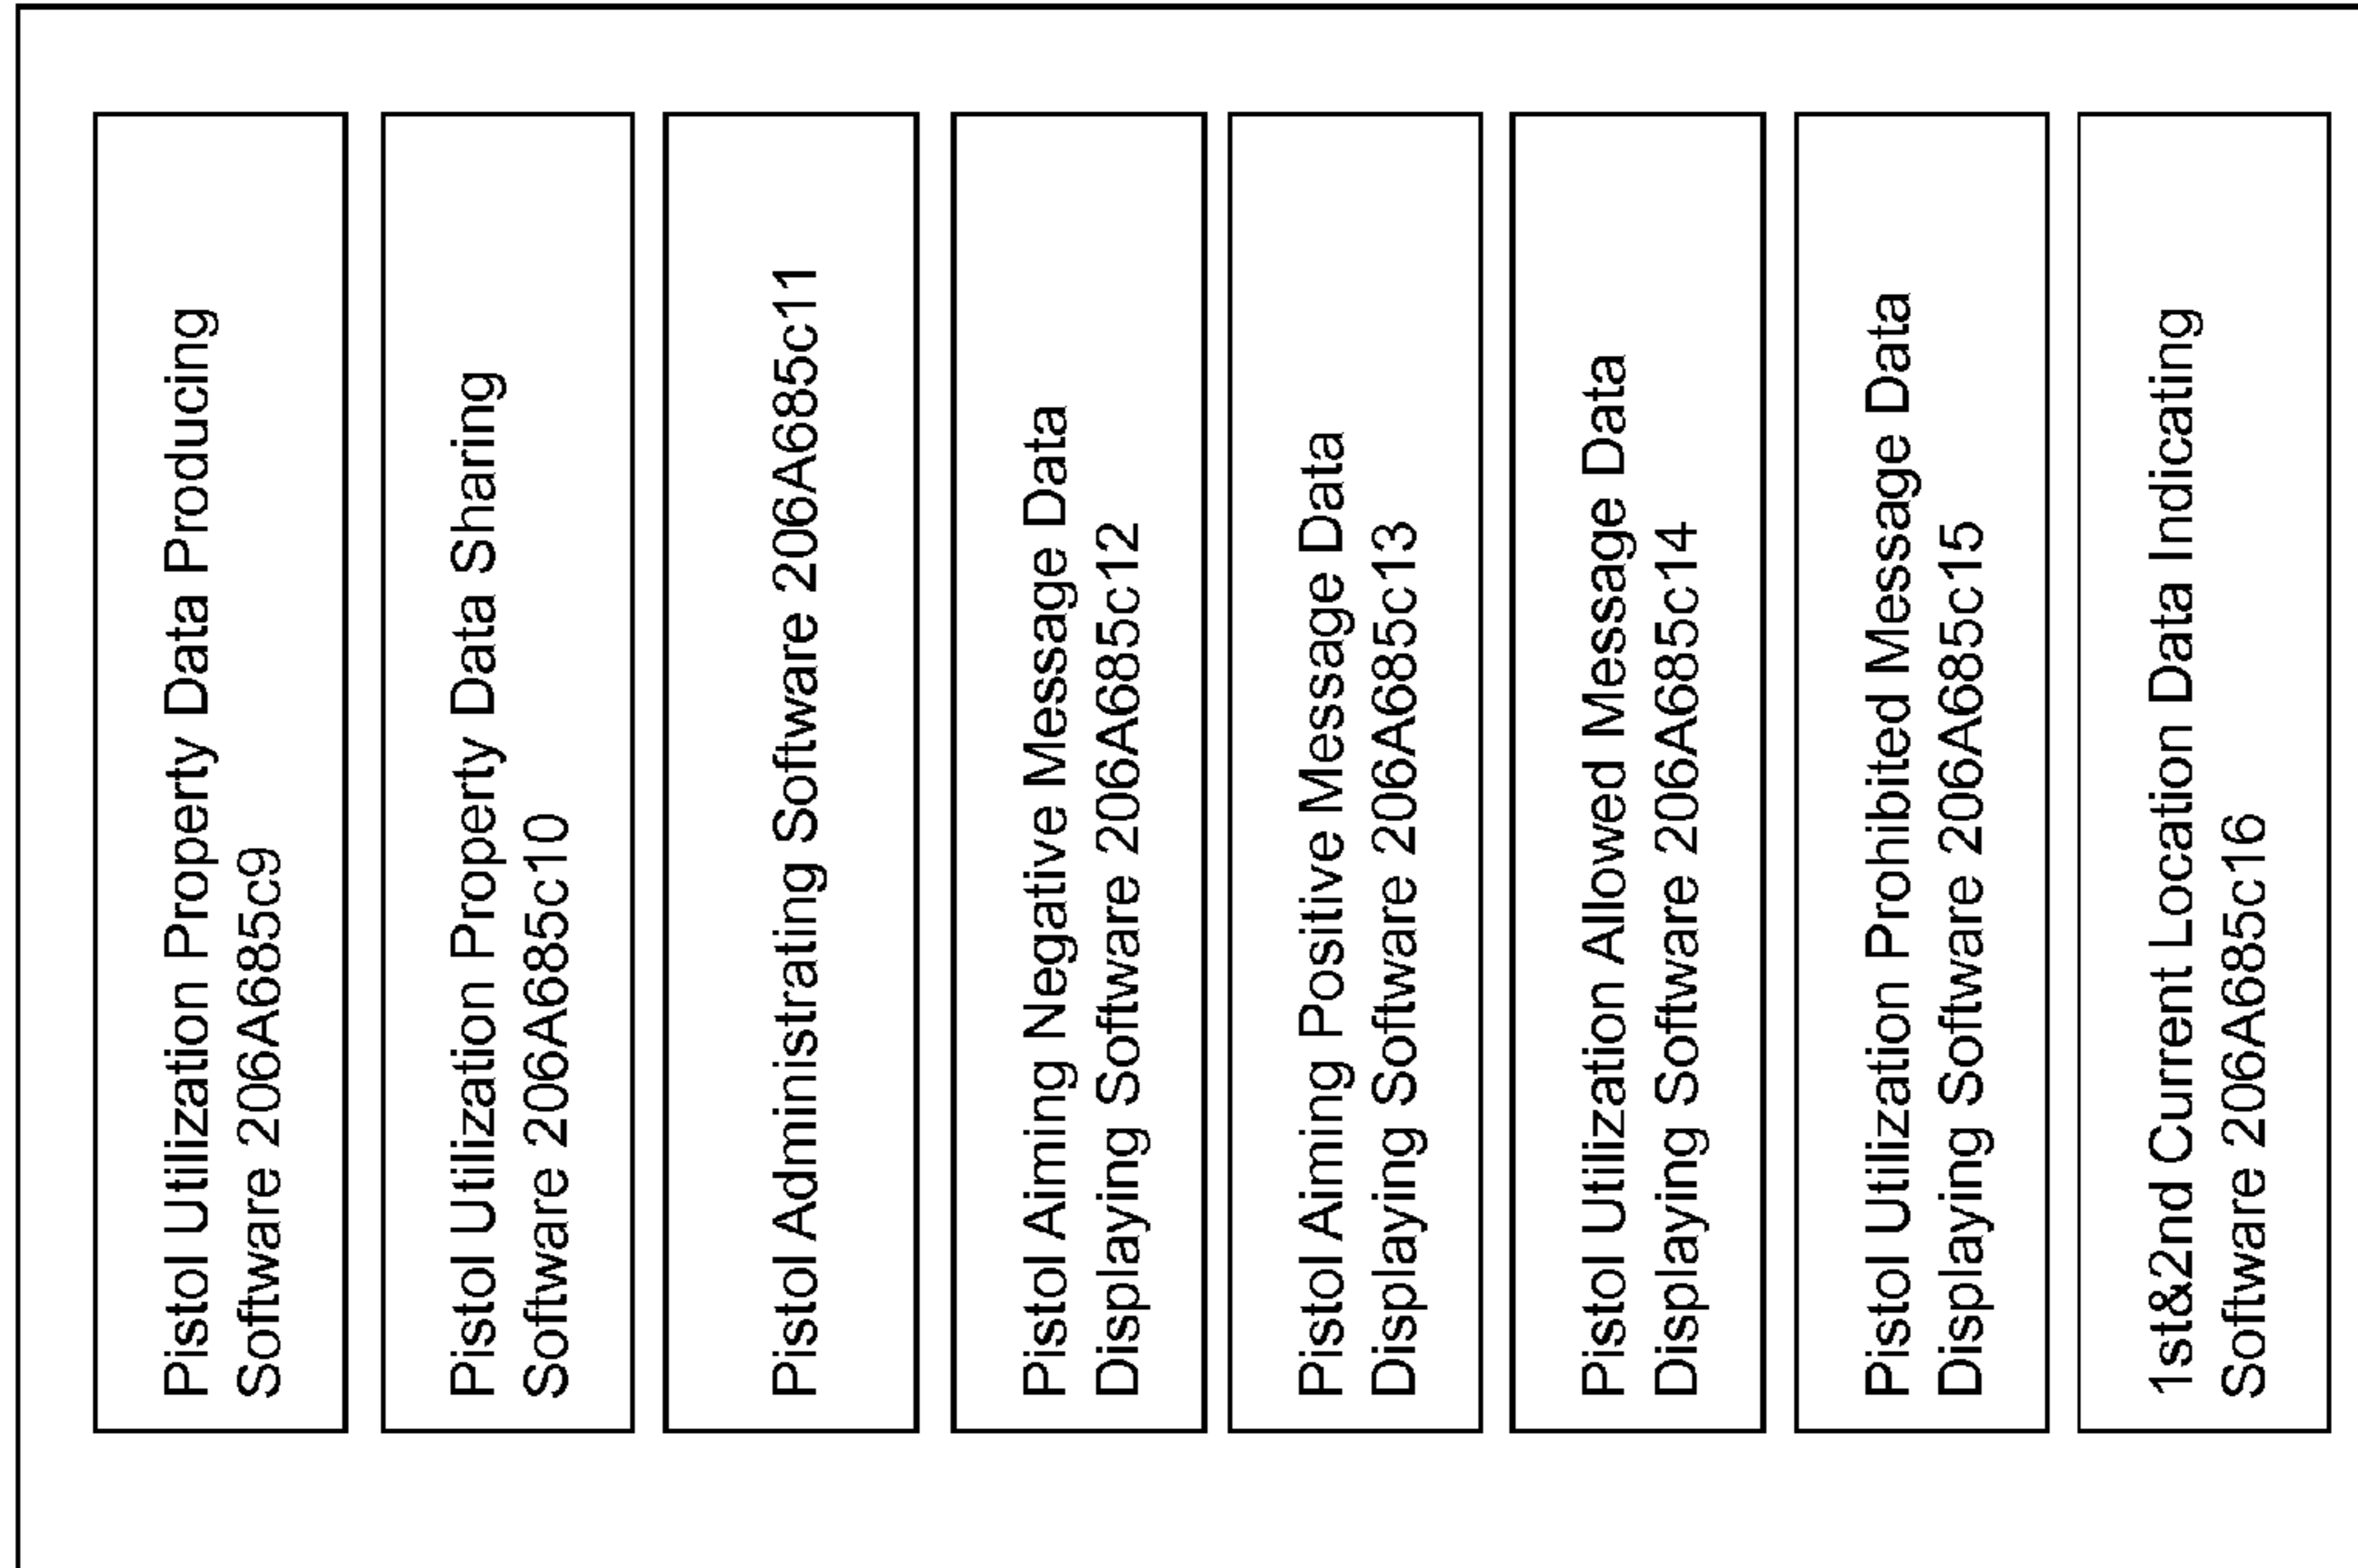 Pistol Utilization Property Data Producing
Software 206A685c9
Pistol Utilization Property Data Sharing
Software 206A685c10
Pistol Administrating Software 206A685c11
Pistol Aiming Negative Message Data
Displaying Software 206A685c12
Pistol Aiming Positive Message Data
Displaying Software 206A685c13
Pistol Utilization Allowed Message Data
Displaying Software 206A685c14
Pistol Utilization Prohibited Message Data
Displaying Software 206A685c15
1st&2nd Current Location Data Indicating
Software 206A685c16